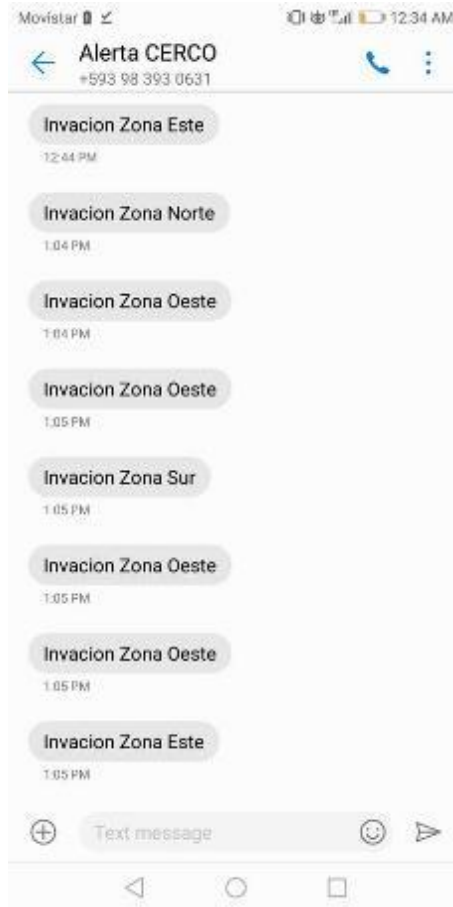 Movistar
12:34 AM
Alerta CERCO
+593 98 393 0631
Invacion Zona Este
12:44 PM
Invacion Zona Norte
1:04 PM
Invacion Zona Oeste
1:04 PM
Invacion Zona Oeste
1:05 PM
Invacion Zona Sur
1:05 PM
Invacion Zona Oeste
1:05 PM
Invacion Zona Oeste
1:05 PM
Invacion Zona Este
1:05 PM
Text message